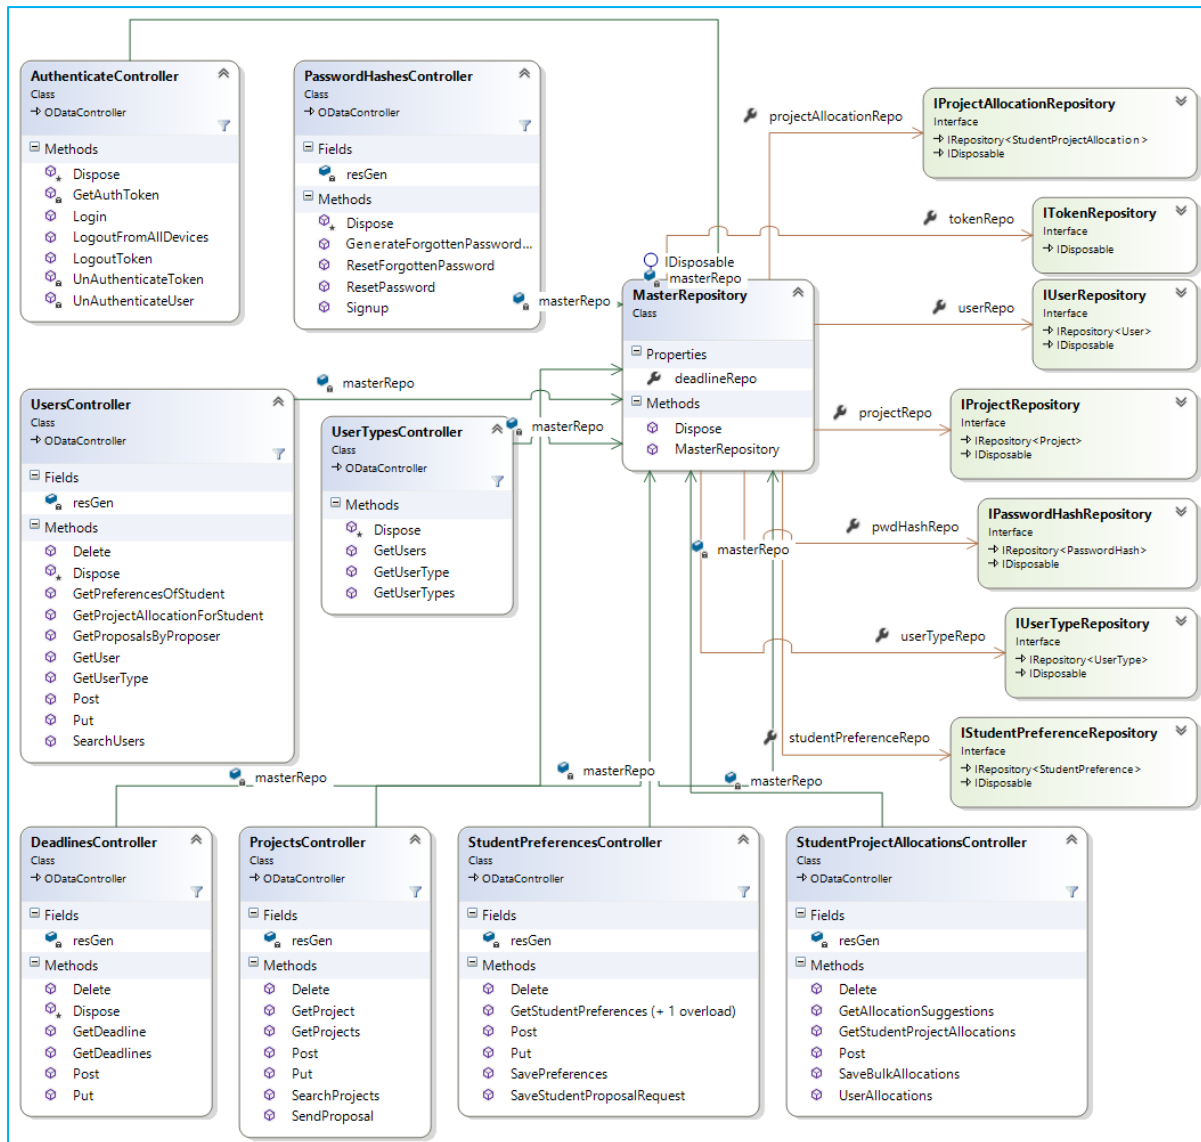 AuthenticateController
Class
ODataController
Methods
Dispose
GetAuthToken
Login
LogoutFromAllDevices
LogoutToken
UnAuthenticateToken
UnAuthenticateUser
PasswordHashesController
Class
ODataController
Fields
resGen
Methods
Dispose
GenerateForgottenPassword...
ResetForgottenPassword
ResetPassword
Signup
masterRepo
IDisposable
masterRepo
MasterRepository
Class
Properties
deadlineRepo
Methods
Dispose
MasterRepository
projectAllocationRepo
IProjectAllocationRepository
Interface
IRepository<StudentProjectAllocation>
IDisposable
tokenRepo
ITokenRepository
Interface
IDisposable
userRepo
IUserRepository
Interface
IRepository<User>
IDisposable
projectRepo
IProjectRepository
Interface
IRepository<Project>
IDisposable
pwdHashRepo
IPasswordHashRepository
Interface
IRepository<PasswordHash>
IDisposable
userTypeRepo
IUserTypeRepository
Interface
IRepository<UserType>
IDisposable
studentPreferenceRepo
IStudentPreferenceRepository
Interface
IRepository<StudentPreference>
IDisposable
masterRepo
masterRepo
masterRepo
UsersController
Class
ODataController
Fields
resGen
Methods
Delete
Dispose
GetPreferencesOfStudent
GetProjectAllocationForStudent
GetProposalsByProposer
GetUser
GetUserType
Post
Put
SearchUsers
UserTypesController
Class
ODataController
Methods
Dispose
GetUsers
GetUserType
GetUserTypes
masterRepo
masterRepo
masterRepo
DeadlinesController
Class
ODataController
Fields
resGen
Methods
Delete
Dispose
GetDeadline
GetDeadlines
Post
Put
ProjectsController
Class
ODataController
Fields
resGen
Methods
Delete
GetProject
GetProjects
Post
Put
SearchProjects
SendProposal
StudentPreferencesController
Class
ODataController
Fields
resGen
Methods
Delete
GetStudentPreferences (+ 1 overload)
Post
Put
SavePreferences
SaveStudentProposalRequest
StudentProjectAllocationsController
Class
ODataController
Fields
resGen
Methods
Delete
GetAllocationSuggestions
GetStudentProjectAllocations
Post
SaveBulkAllocations
UserAllocations